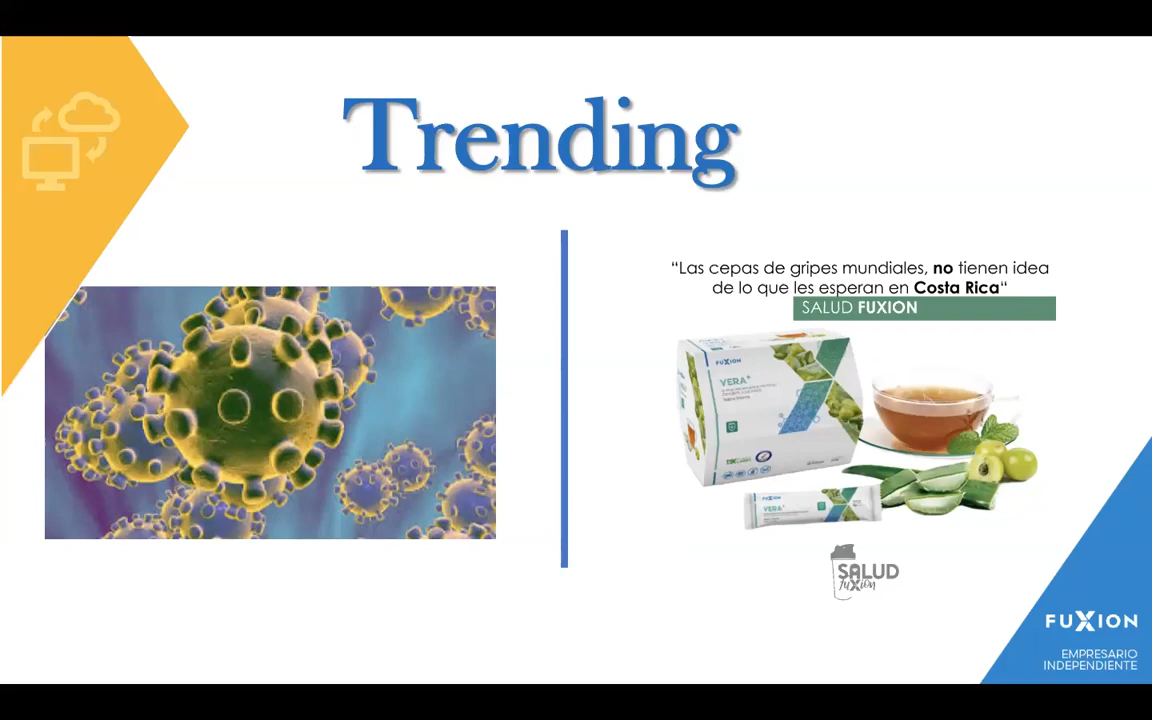 Trending
“Las cepas de gripes mundiales, no tienen idea
de lo que les esperan en Costa Rica“
SALUD FUXION
FUXION
VERA+
FUXION
VERA+
SALUD
fuXion
FUXION
EMPRESARIO
INDEPENDIENTE